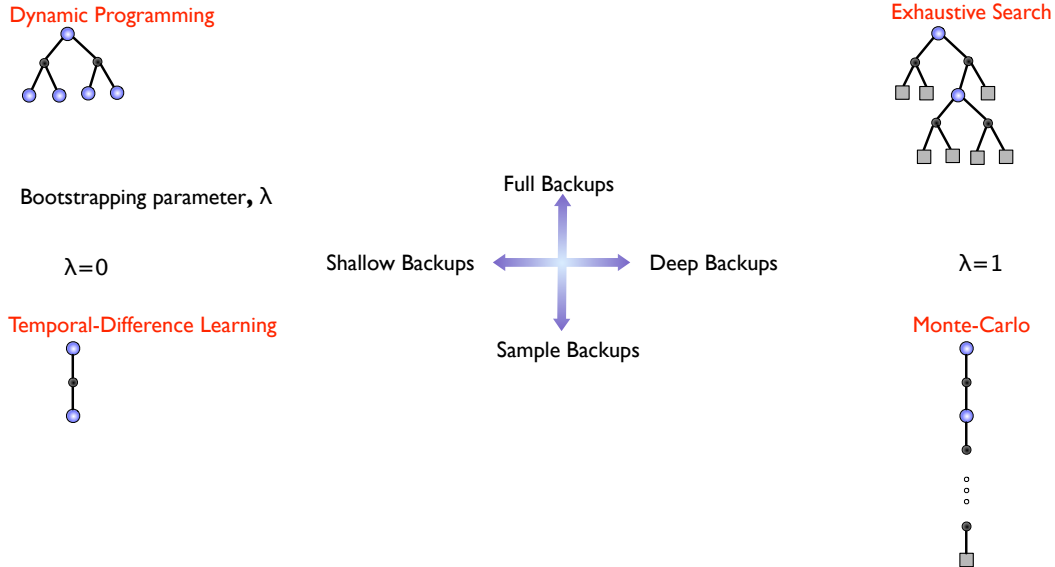 Dynamic Programming
Exhaustive Search
Full Backups
Bootstrapping parameter, λ
λ=0
Shallow Backups
Deep Backups
λ=1
Temporal-Difference Learning
Monte-Carlo
Sample Backups